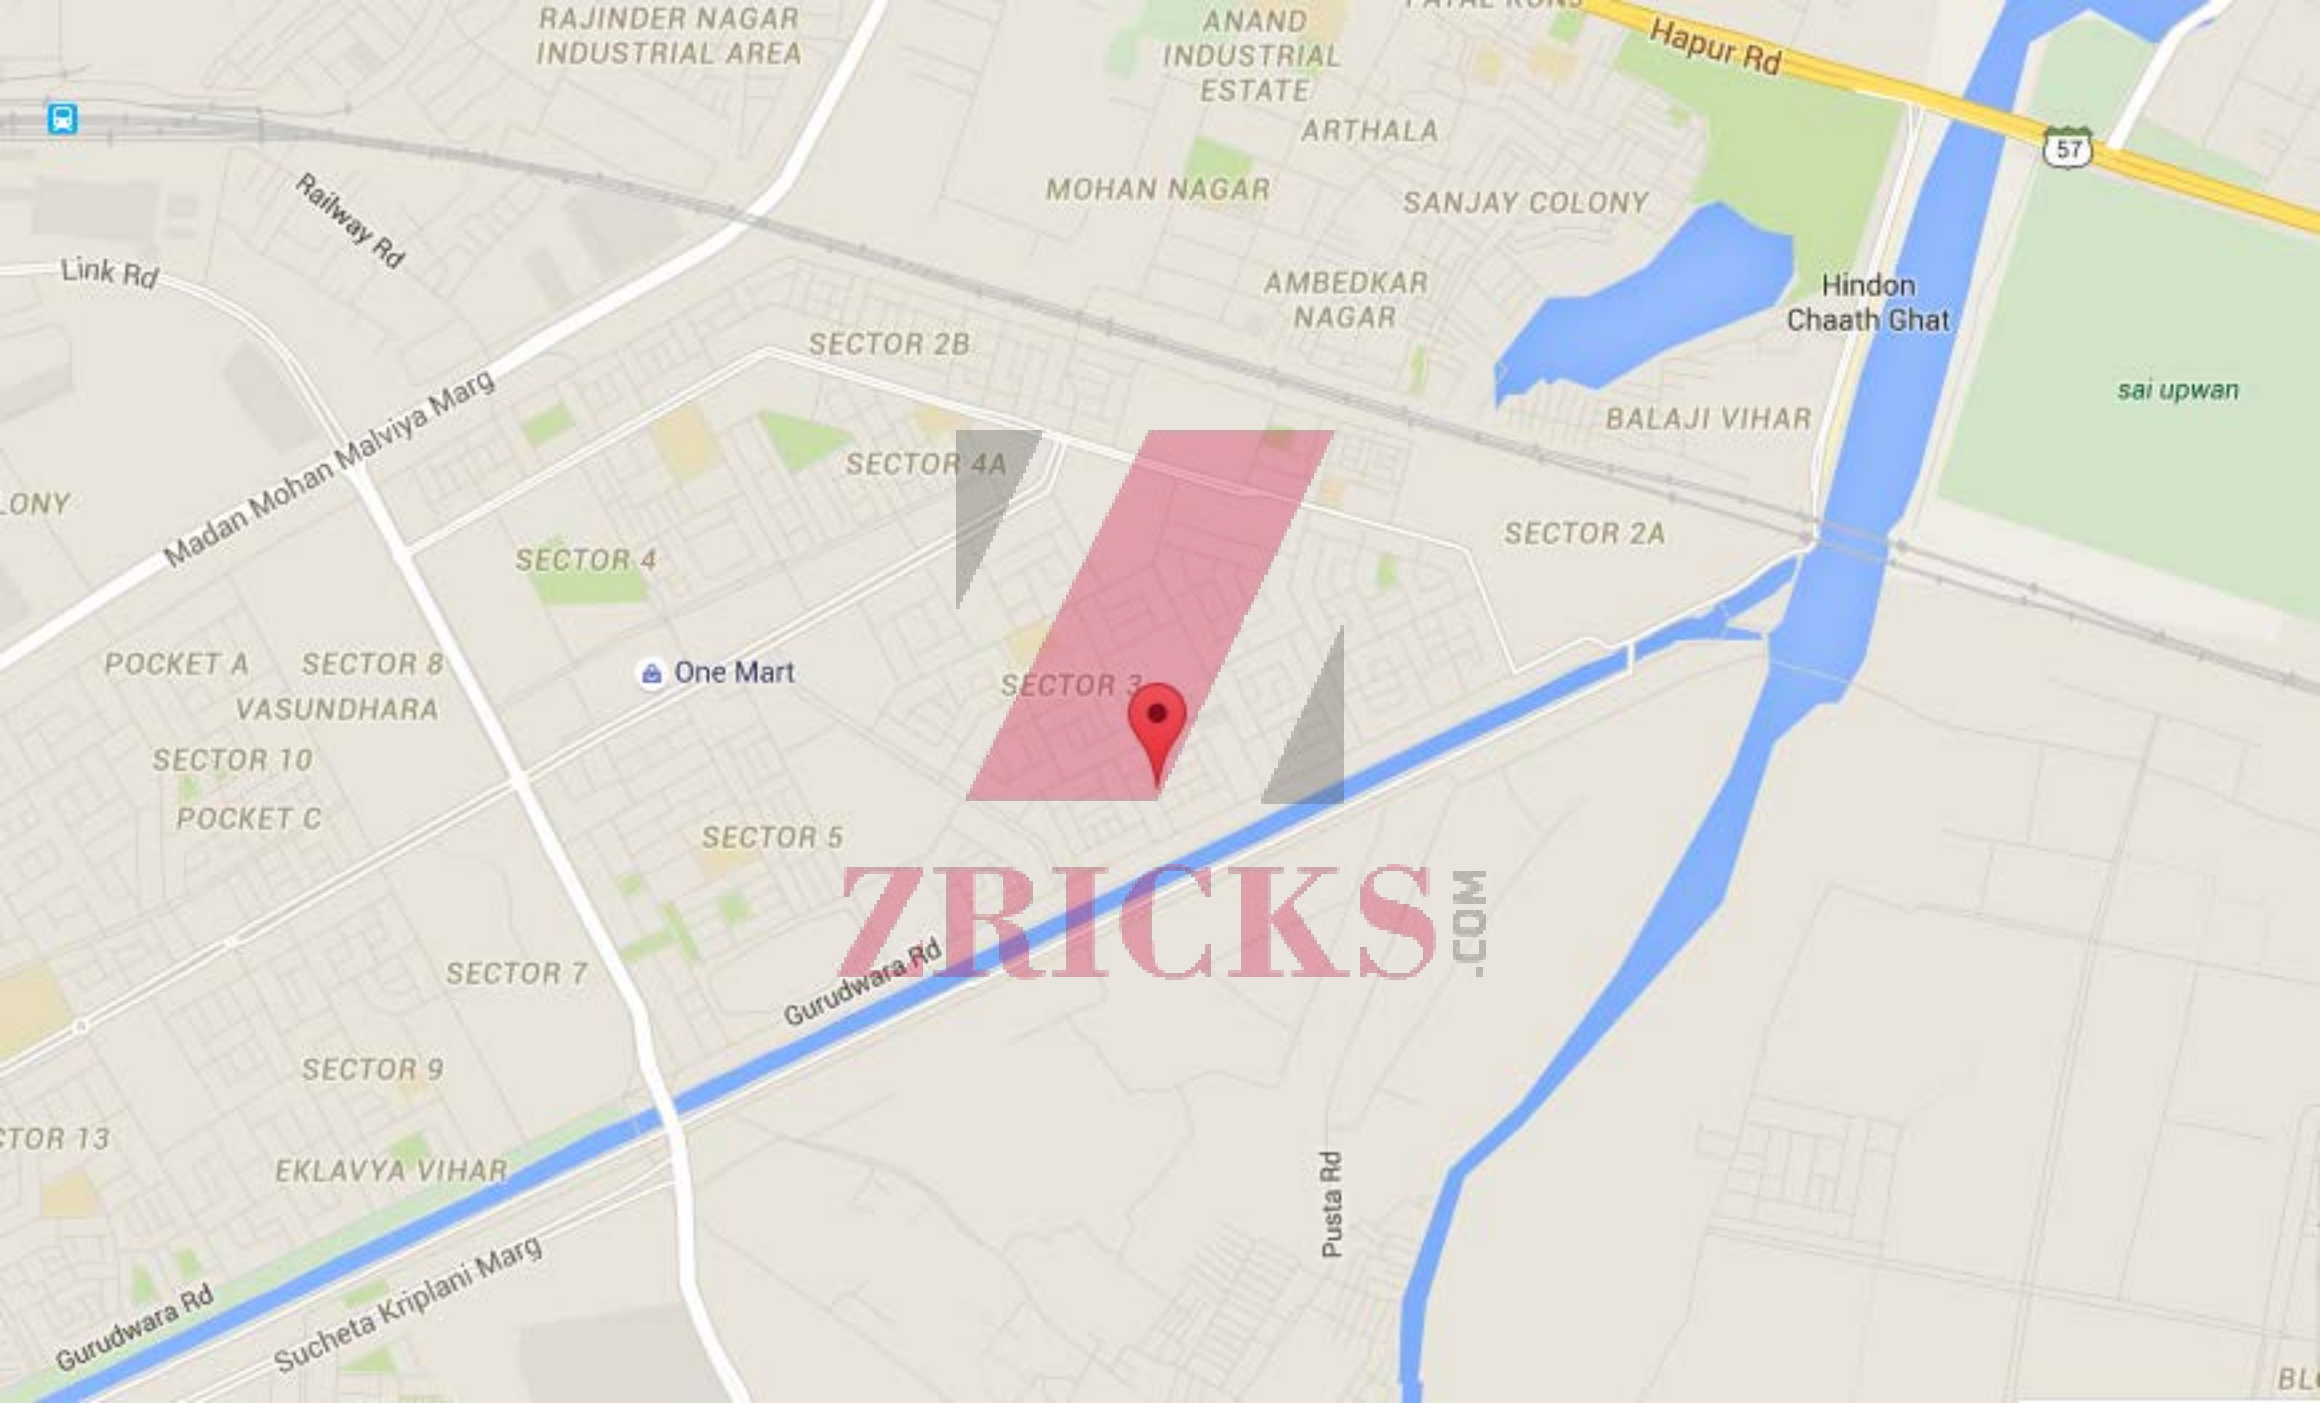 RAJINDER NAGAR
INDUSTRIAL AREA
ANAND
INDUSTRIAL
ESTATE
Hapur Rd
ARTHALA
57
MOHAN NAGAR
SANJAY COLONY
Railway Rd
Link Rd
AMBEDKAR
NAGAR
Hindon
Chaath Ghat
SECTOR 2B
sai upwan
Madan Mohan Malviya Marg
BALAJI VIHAR
SECTOR 4A
LONY
SECTOR 4
SECTOR 2A
POCKET A
SECTOR 8
VASUNDHARA
One Mart
SECTOR 3
SECTOR 10
POCKET C
SECTOR 5
ZRICKS
.COM
Gurudwara Rd
SECTOR 7
SECTOR 9
CTOR 13
EKLAVYA VIHAR
Pusta Rd
Gurudwara Rd
Sucheta Kriplani Marg